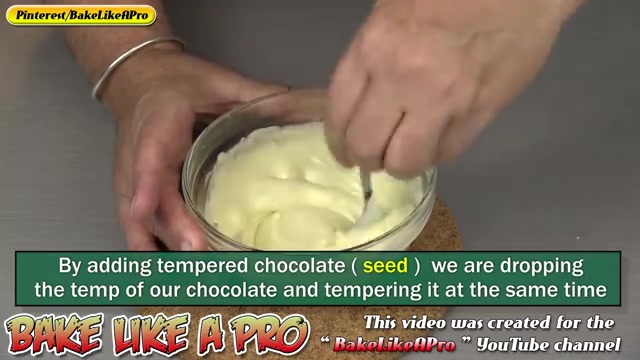 Pinterest/BakeLikeAPro
By adding tempered chocolate ( seed ) we are dropping
the temp of our chocolate and tempering it at the same time
BAKE LIKE A PRO
This video was created for the
“ BakeLikeAPro ” YouTube channel